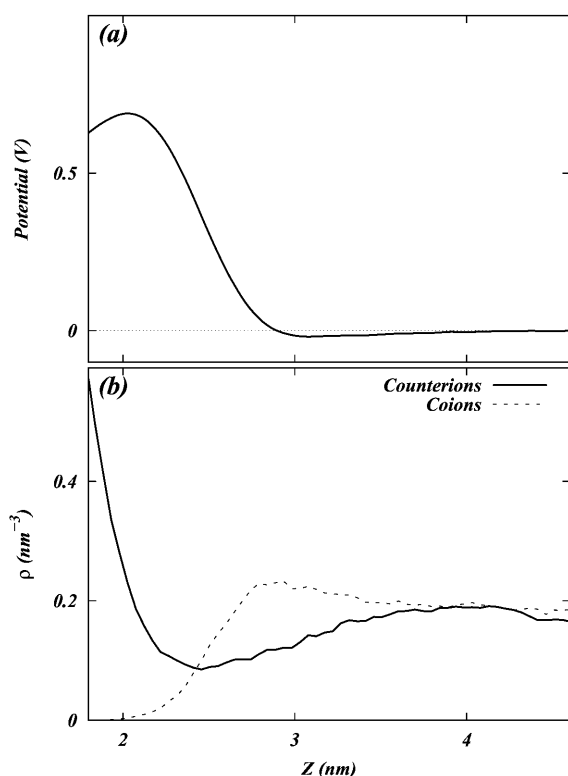 (a)
Potential (V)
0.5
0
(b)
Counterions
Coions
ρ (nm⁻³)
0.4
0.2
0
2
3
4
Z (nm)